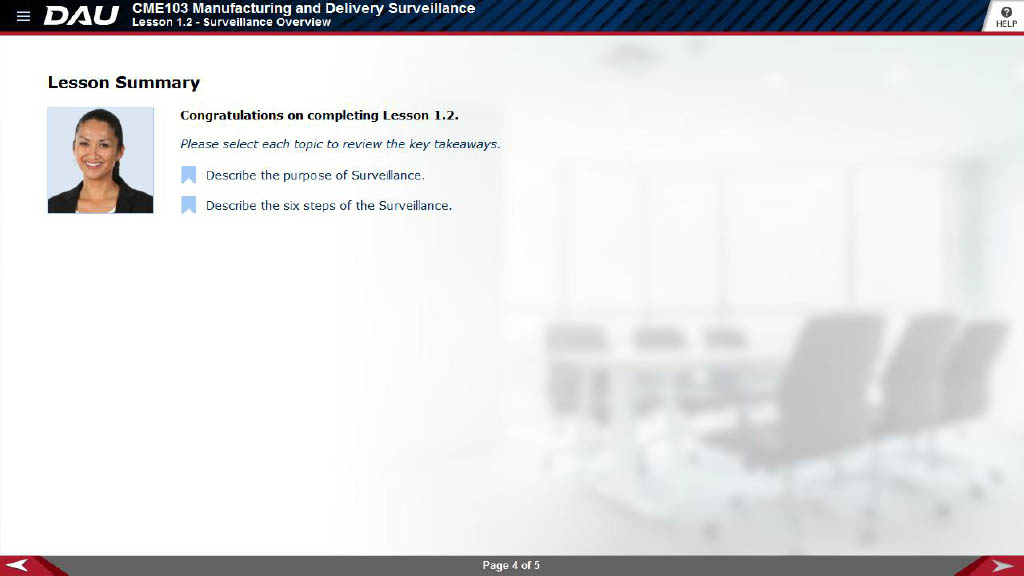 DAU
CME103 Manufacturing and Delivery Surveillance
Lesson 1.2 - Surveillance Overview
HELP
Lesson Summary
Congratulations on completing Lesson 1.2.
Please select each topic to review the key takeaways.
Describe the purpose of Surveillance.
Describe the six steps of the Surveillance.
Page 4 of 5